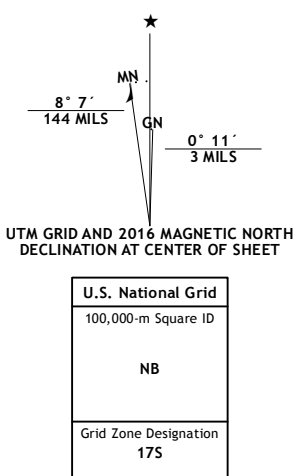 ★
MN
GN
8° 7´
144 MILS
0° 11´
3 MILS
UTM GRID AND 2016 MAGNETIC NORTH
DECLINATION AT CENTER OF SHEET
U.S. National Grid
100,000-m Square ID
NB
Grid Zone Designation
17S